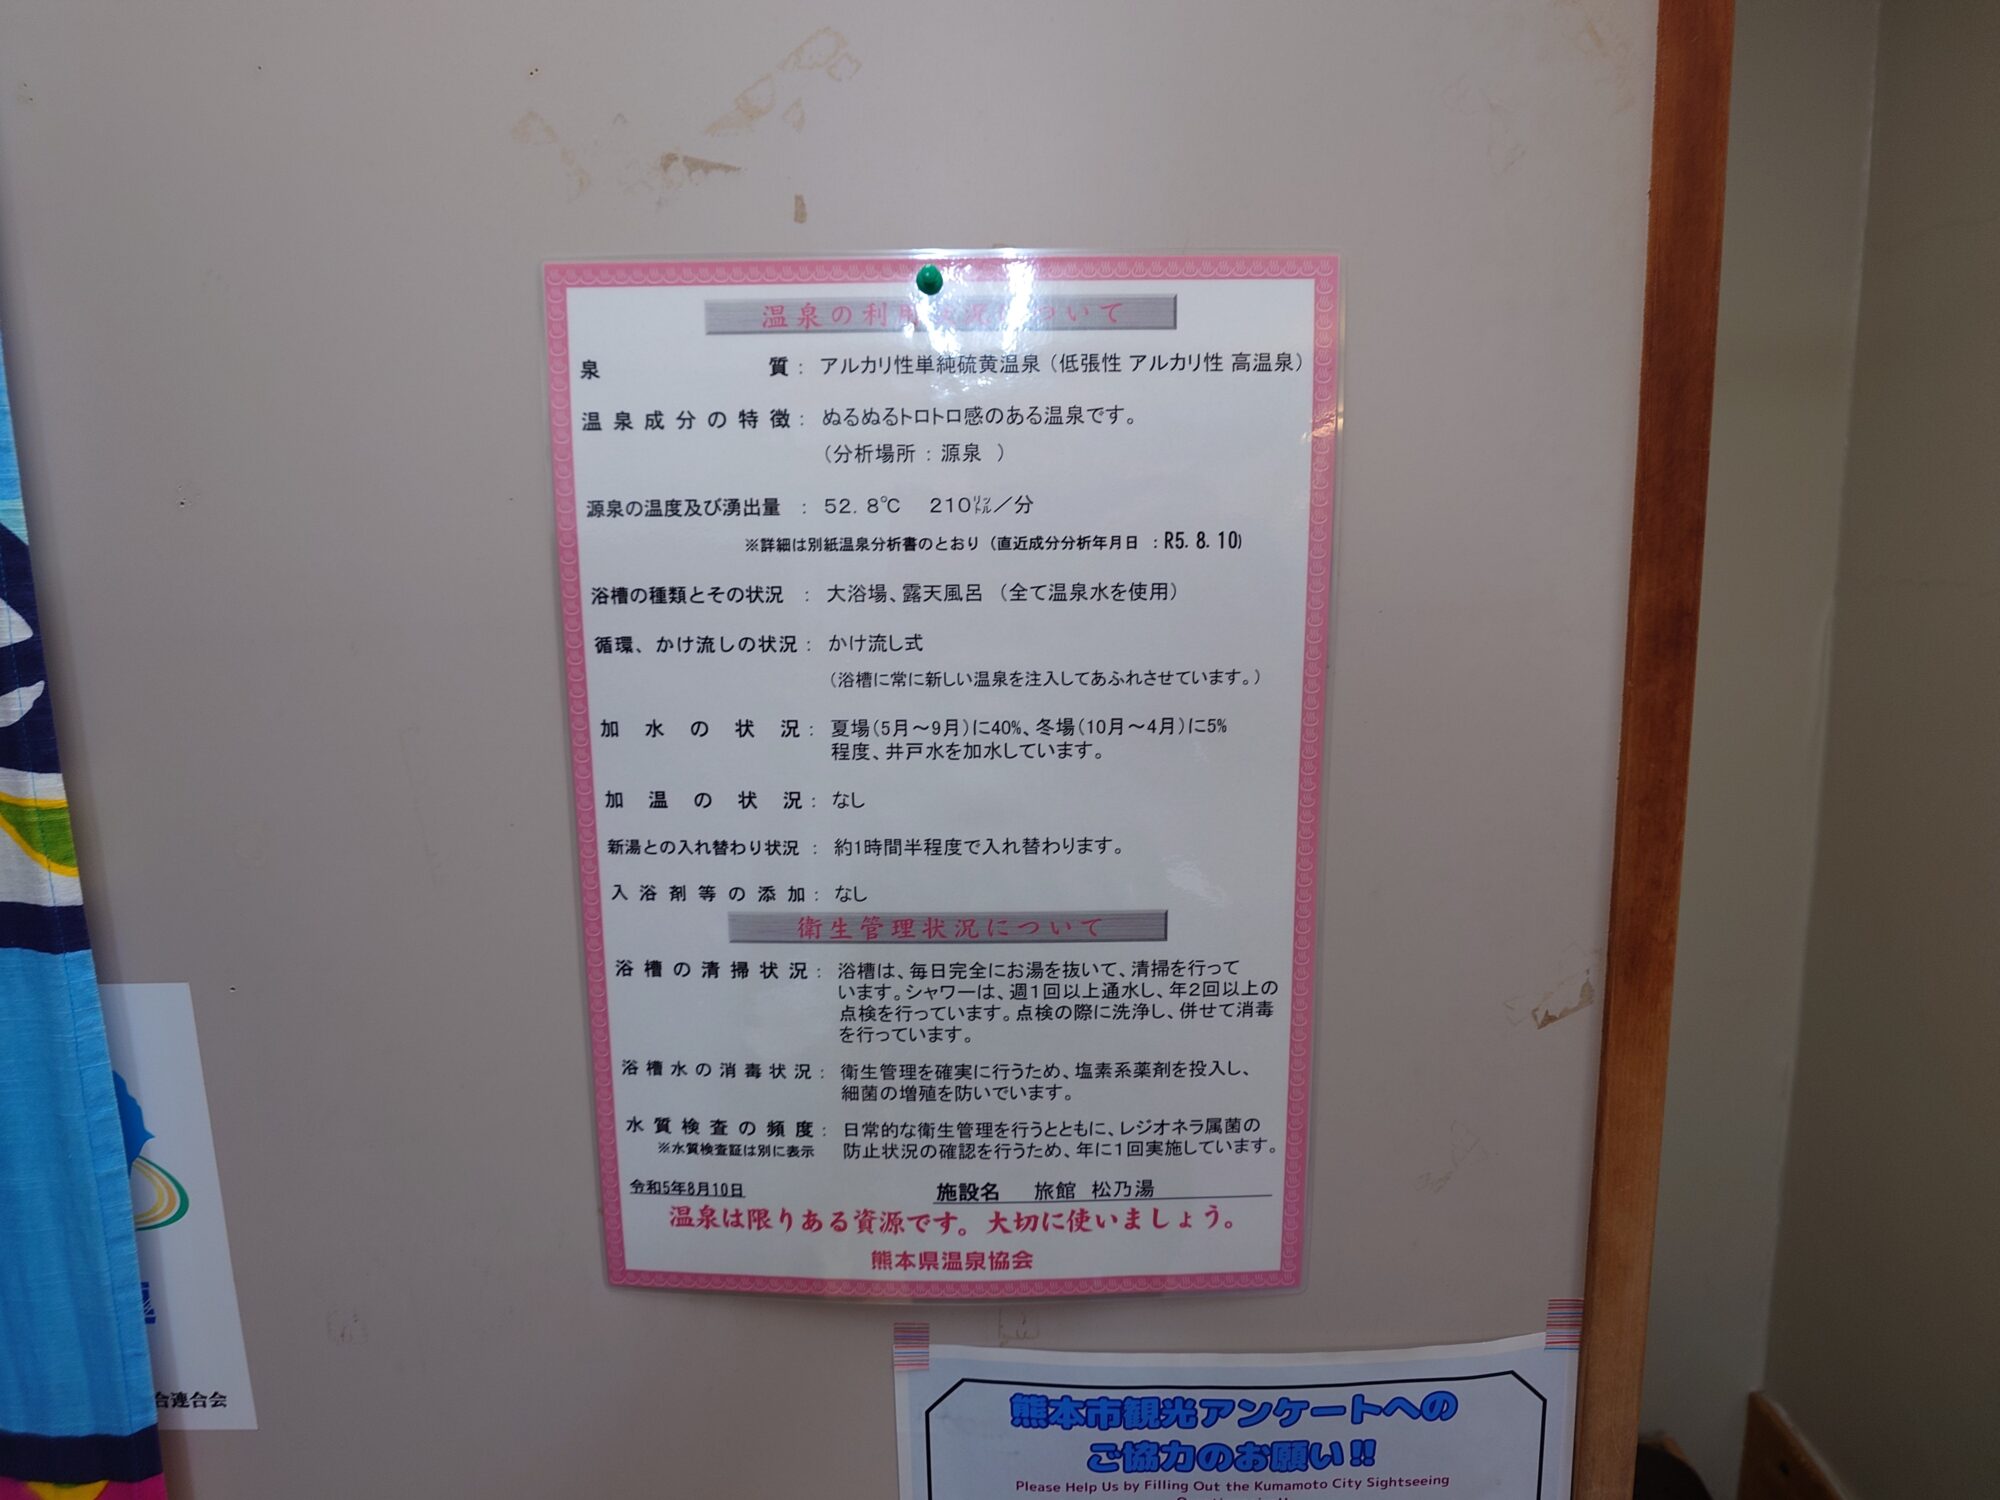 温泉の利用状況について
泉質： アルカリ性単純硫黄温泉（低張性 アルカリ性 高温泉）
温泉成分の特徴： ぬるぬるトロトロ感のある温泉です。
（分析場所：源泉 ）
源泉の温度及び湧出量 ： 52.8℃ 210㍑／分
※詳細は別紙温泉分析書のとおり（直近成分分析年月日 ：R5.8.10）
浴槽の種類とその状況 ： 大浴場、露天風呂 （全て温泉水を使用）
循環、かけ流しの状況： かけ流し式
（浴槽に常に新しい温泉を注入してあふれさせています。）
加水の状況： 夏場（5月～9月）に40%、冬場（10月～4月）に5%
程度、井戸水を加水しています。
加温の状況： なし
新湯との入れ替わり状況 ： 約1時間半程度で入れ替わります。
入浴剤等の添加： なし
衛生管理状況について
浴槽の清掃状況： 浴槽は、毎日完全にお湯を抜いて、清掃を行って
います。シャワーは、週1回以上通水し、年2回以上の
点検を行っています。点検の際に洗浄し、併せて消毒
を行っています。
浴槽水の消毒状況： 衛生管理を確実に行うため、塩素系薬剤を投入し、
細菌の増殖を防いでいます。
水質検査の頻度： 日常的な衛生管理を行うとともに、レジオネラ属菌の
※水質検査証は別に表示 防止状況の確認を行うため、年に1回実施しています。
令和5年8月10日 施設名 旅館 松乃湯
温泉は限りある資源です。大切に使いましょう。
熊本県温泉協会
合連合会
熊本市観光アンケートへの
ご協力のお願い!!
Please Help Us by Filling Out the Kumamoto City Sightseeing